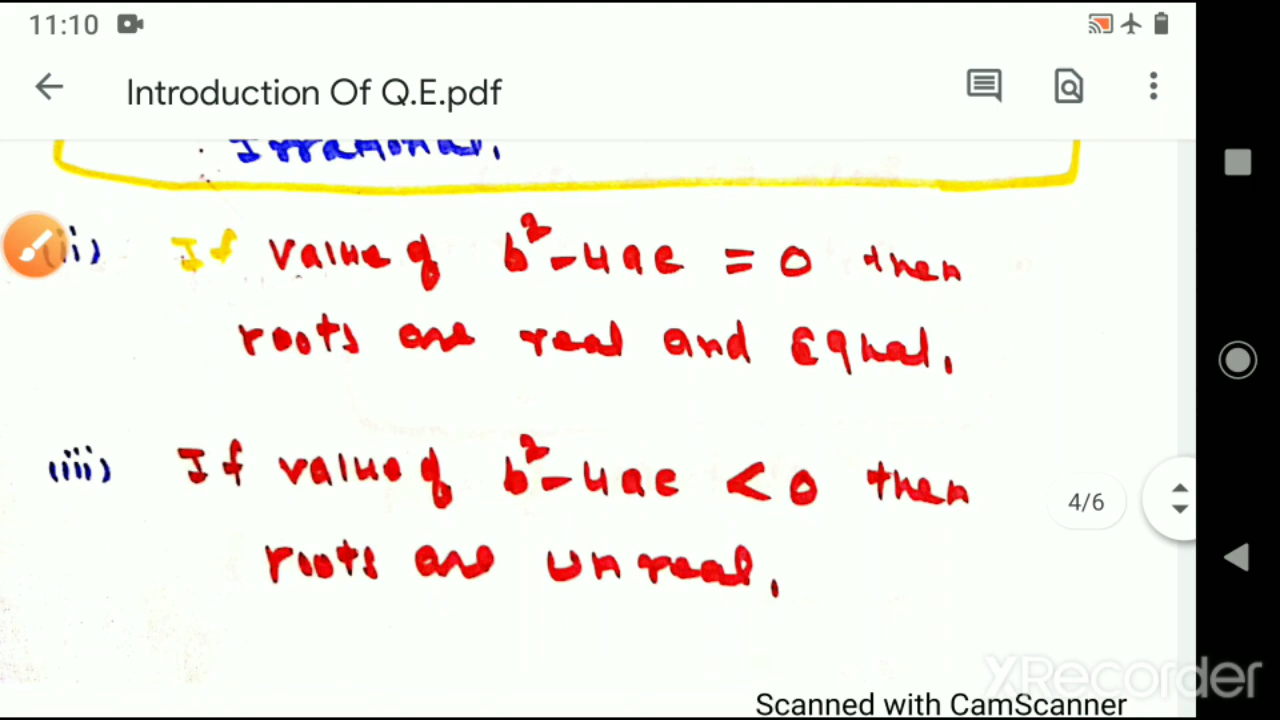 11:10
Introduction Of Q.E.pdf
Irrational.
(ii) If value of b²-4ac = 0 then
roots are real and Equal.
(iii) If value of b²-4ac < 0 then
4/6
roots are unreal.
XRecorder
Scanned with CamScanner